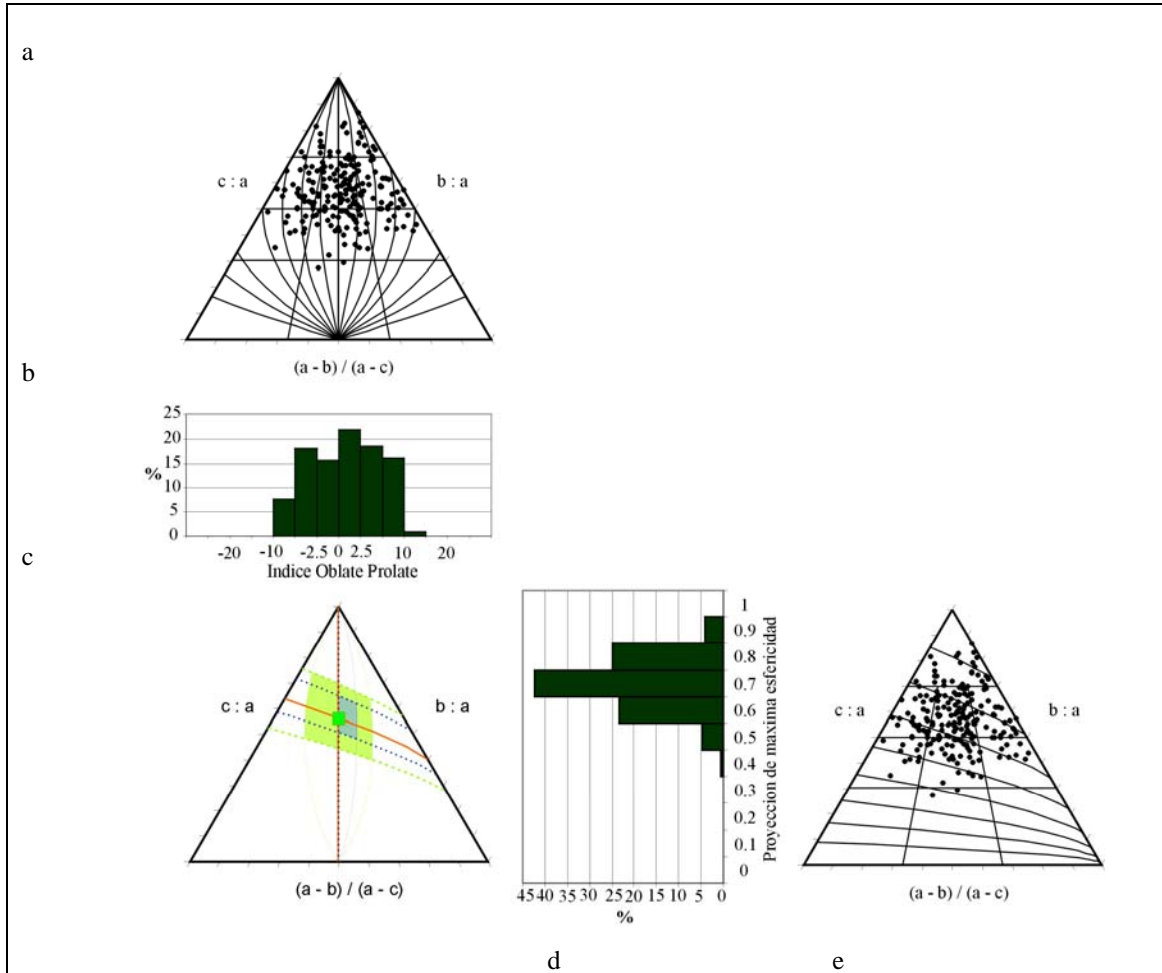 a
c : a
b : a
(a - b) / (a - c)
b
25
20
15
10
5
0
%
-20 -10 -2.5 0 2.5 10 20
Indice Oblate Prolate
c
c : a
b : a
(a - b) / (a - c)
1
0.9
0.8
0.7
0.6
0.5
0.4
0.3
0.2
0.1
0
Proyeccion de maxima esfericidad
45 40 35 30 25 20 15 10 5 0
%
c : a
b : a
(a - b) / (a - c)
d
e